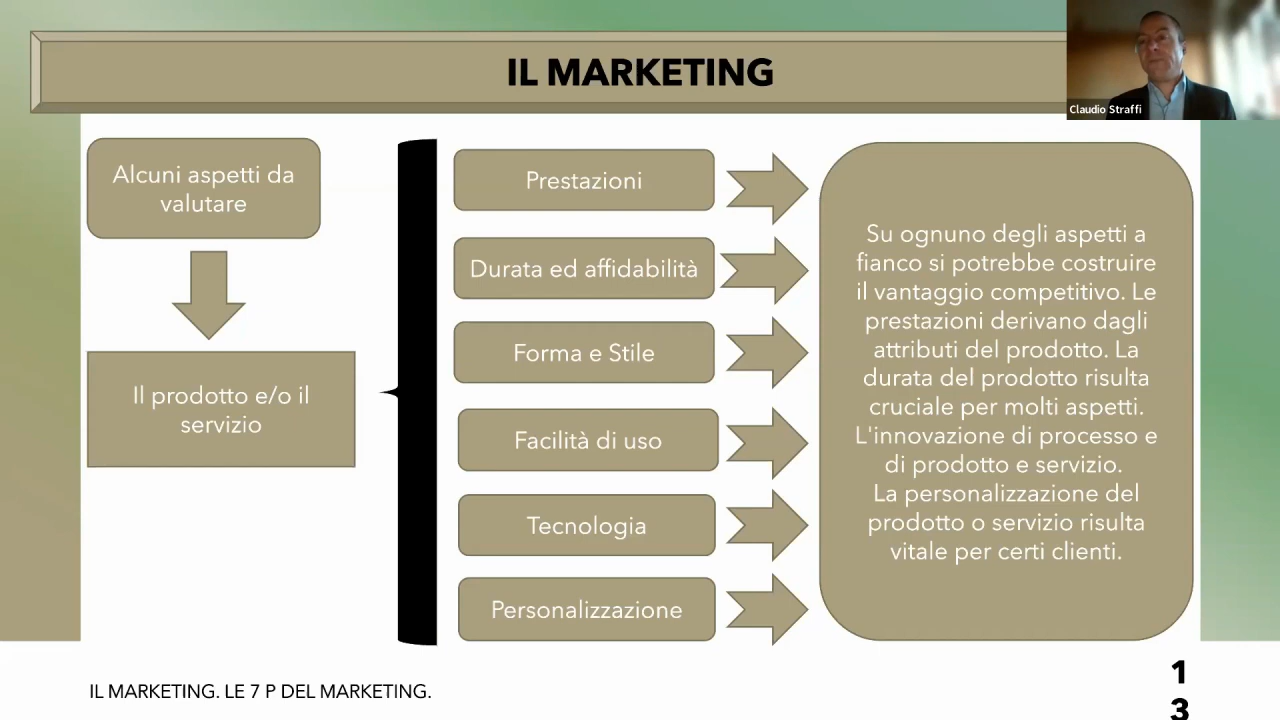 IL MARKETING
Claudio Straffi
Alcuni aspetti da
valutare
Il prodotto e/o il
servizio
Prestazioni
Durata ed affidabilità
Forma e Stile
Facilità di uso
Tecnologia
Personalizzazione
Su ognuno degli aspetti a
fianco si potrebbe costruire
il vantaggio competitivo. Le
prestazioni derivano dagli
attributi del prodotto. La
durata del prodotto risulta
cruciale per molti aspetti.
L'innovazione di processo e
di prodotto e servizio.
La personalizzazione del
prodotto o servizio risulta
vitale per certi clienti.
IL MARKETING. LE 7 P DEL MARKETING.
1
3